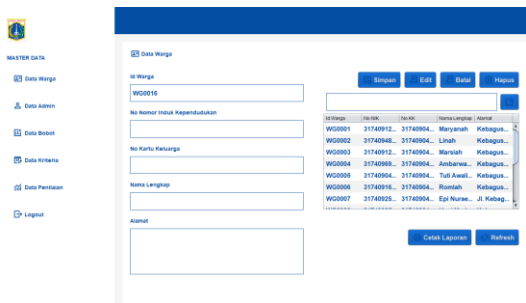 MASTER DATA
Data Warga
Data Admin
Data Bobot
Data Kriteria
Data Penilaian
Logout
Data Warga
Id Warga
WG0016
No Nomor Induk Kependudukan
No Kartu Keluarga
Nama Lengkap
Alamat
Simpan Edit Batal Hapus
Id Warga No NIK No KK Nama Lengkap Alamat
WG0001 31740912... 31740904... Maryanah Kebagus...
WG0002 31740948... 31740904... Linah Kebagus...
WG0003 31740912... 31740904... Marsiah Kebagus...
WG0004 31740969... 31740904... Ambarwa... Kebagus...
WG0005 31740904... 31740904... Tuti Awali... Kebagus...
WG0006 31740916... 31740904... Romlah Kebagus...
WG0007 31740925... 31740904... Epi Nurae... Jl. Kebag...
Cetak Laporan Refresh